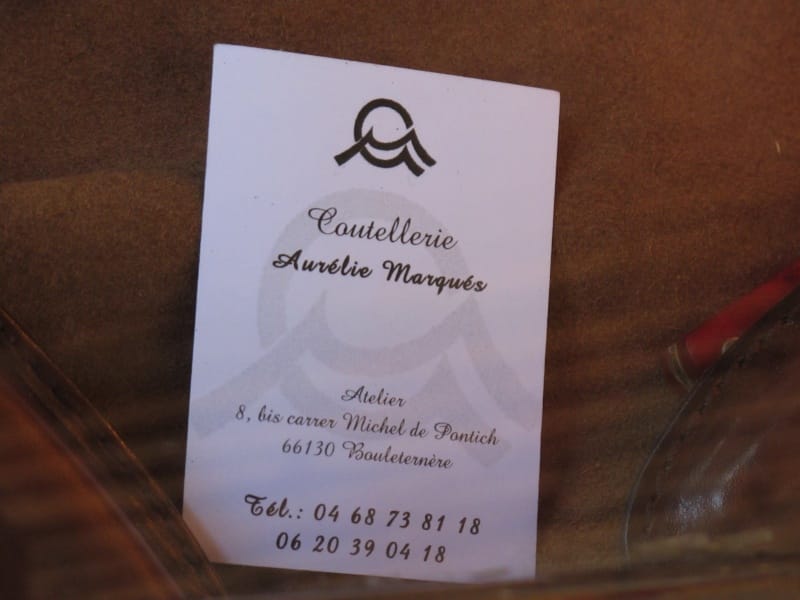 Coutellerie
Aurélie Marqués
Atelier
8, bis carrer Michel de Pontich
66130 Bouleternère
Tél.: 04 68 73 81 18
06 20 39 04 18